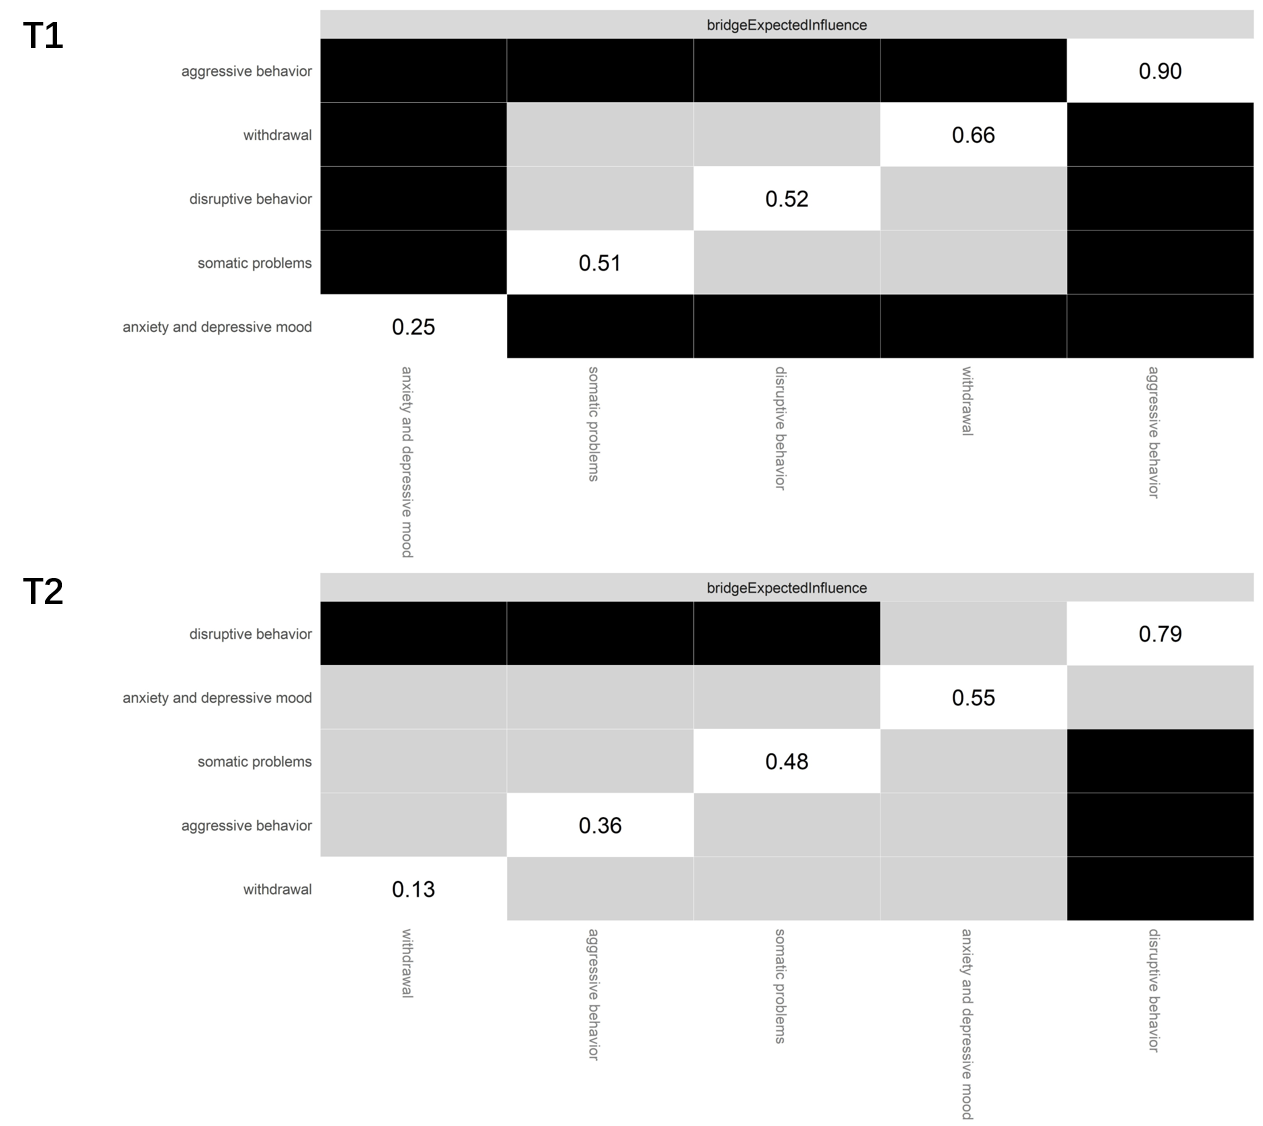 T1
bridgeExpectedInfluence
aggressive behavior 0.90
withdrawal 0.66
disruptive behavior 0.52
somatic problems 0.51
anxiety and depressive mood 0.25
anxiety and depressive mood
somatic problems
disruptive behavior
withdrawal
aggressive behavior
T2
bridgeExpectedInfluence
disruptive behavior 0.79
anxiety and depressive mood 0.55
somatic problems 0.48
aggressive behavior 0.36
withdrawal 0.13
withdrawal
aggressive behavior
somatic problems
anxiety and depressive mood
disruptive behavior